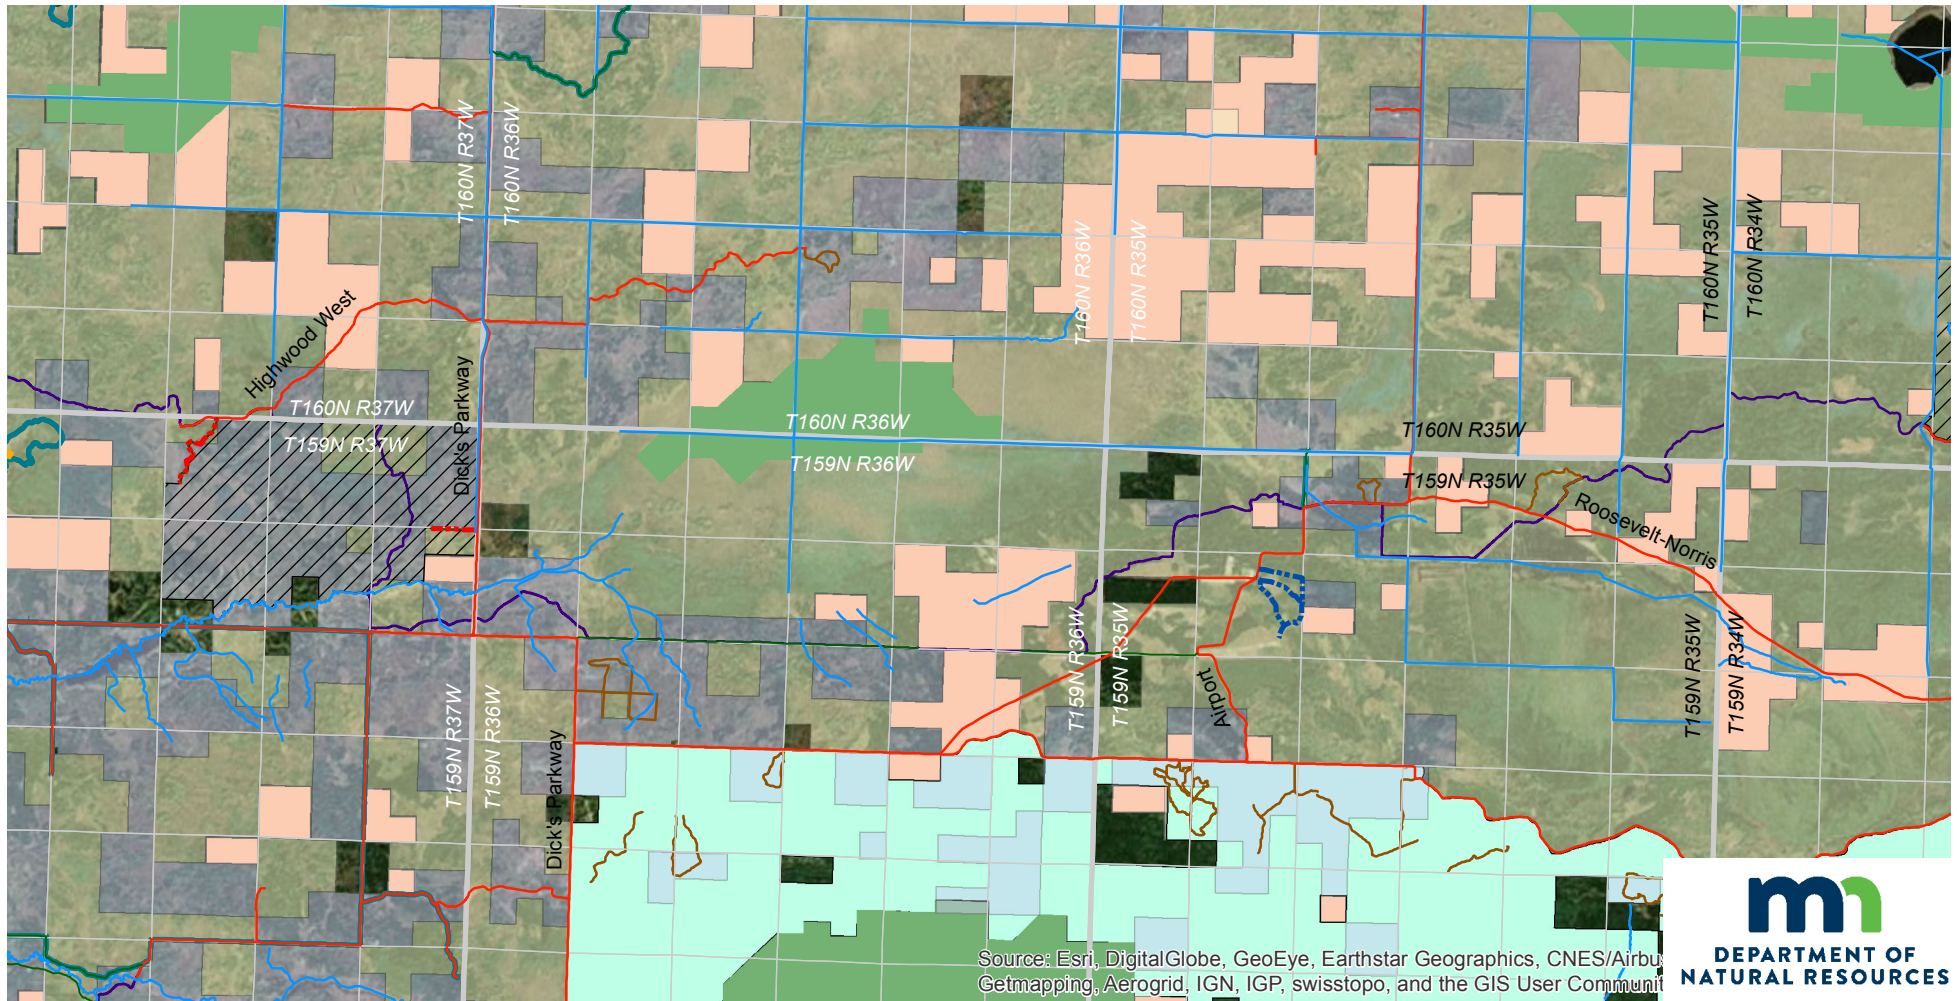 T160N R37W
T160N R36W
T160N R36W
T160N R35W
T160N R35W
T160N R34W
Highwood West
Dick's Parkway
T160N R37W
T159N R37W
T160N R36W
T159N R36W
T160N R35W
T159N R35W
Roosevelt-Norris
T159N R36W
T159N R35W
Airport
T159N R35W
T159N R34W
T159N R37W
T159N R36W
Dick's Parkway
Source: Esri, DigitalGlobe, GeoEye, Earthstar Geographics, CNES/Airbu
Getmapping, Aerogrid, IGN, IGP, swisstopo, and the GIS User Communit
mn
DEPARTMENT OF
NATURAL RESOURCES